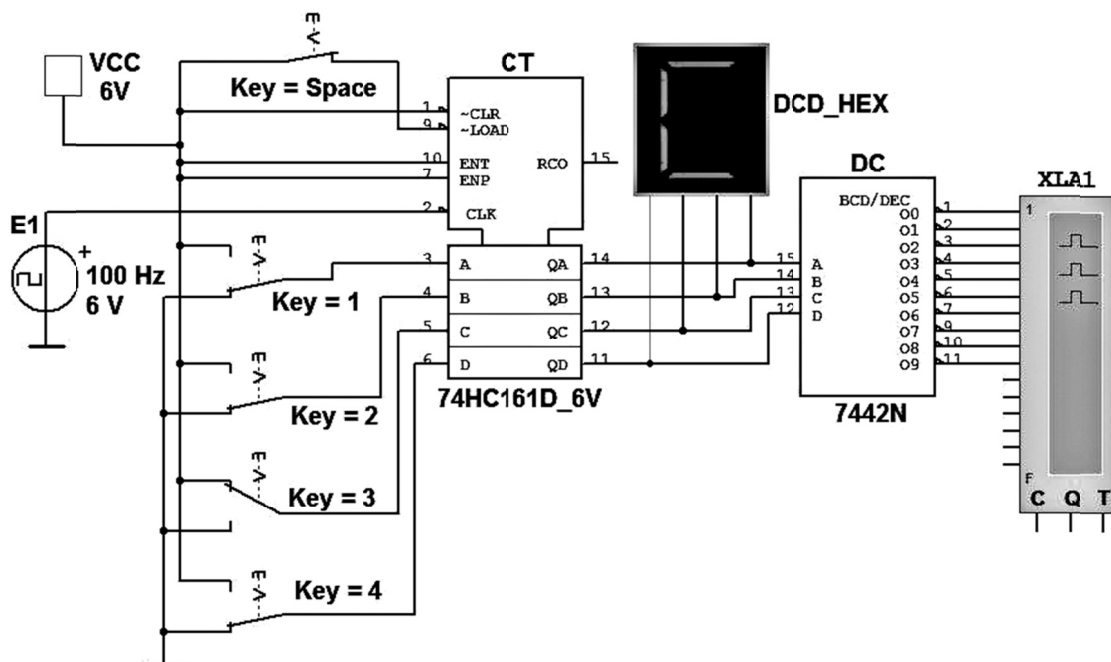 VCC
6V
Key = Space
CT
1
~CLR
9
~LOAD
10
ENT
7
ENP
RCO
15
2
CLK
DCD_HEX
DC
BCD/DEC
XLA1
E1
+
100 Hz
6 V
Key = 1
3
A
QA
14
4
B
QB
13
5
C
QC
12
6
D
QD
11
74HC161D_6V
Key = 2
Key = 3
Key = 4
15
A
14
B
13
C
12
D
O0
1
O1
2
O2
3
O3
4
O4
5
O5
6
O6
7
O7
9
O8
10
O9
11
7442N
1
F
C Q T